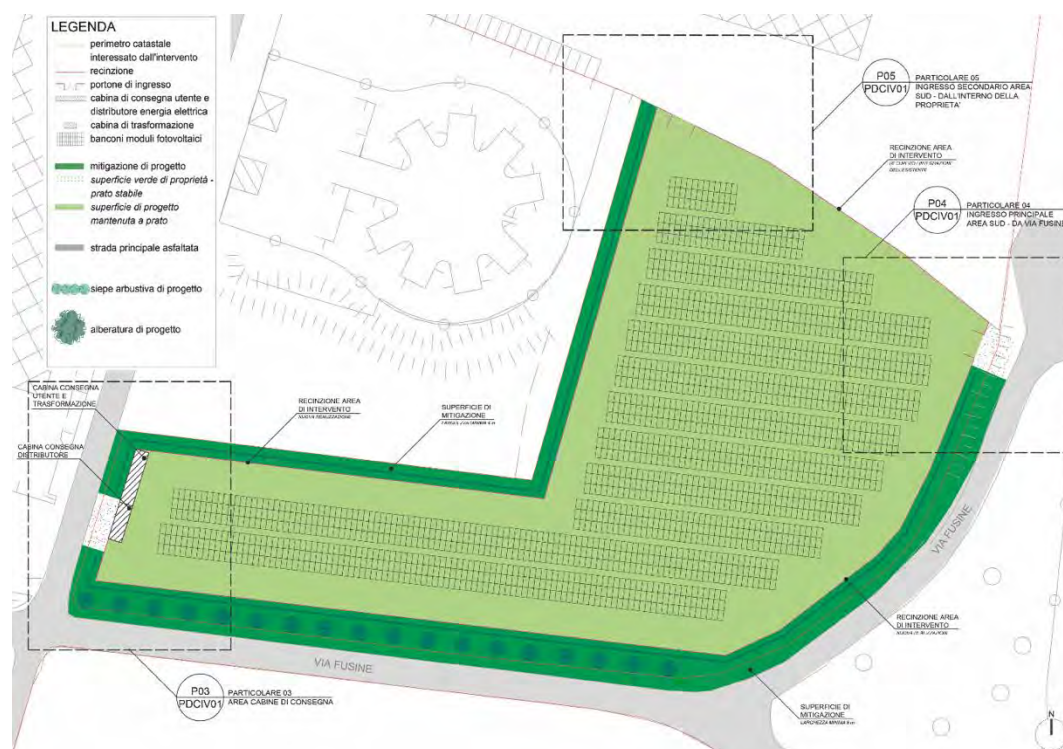 LEGENDA
perimetro catastale
interessato dall'intervento
recinzione
portone di ingresso
cabina di consegna utente e
distributore energia elettrica
cabina di trasformazione
banconi moduli fotovoltaici
mitigazione di progetto
superficie verde di proprietà -
prato stabile
superficie di progetto
mantenuta a prato
strada principale asfaltata
siepe arbustiva di progetto
alberatura di progetto
P05
PDCIV01
PARTICOLARE 05
INGRESSO SECONDARIO AREA
SUD - DALL'INTERNO DELLA
PROPRIETA'
RECINZIONE AREA
DI INTERVENTO
DELL'ESISTENTE
P04
PDCIV01
PARTICOLARE 04
INGRESSO PRINCIPALE
AREA SUD - DA VIA FUSINE
CABINA CONSEGNA
UTENTE E
TRASFORMAZIONE
CABINA CONSEGNA
DISTRIBUTORE
RECINZIONE AREA
DI INTERVENTO
NUOVA REALIZZAZIONE
SUPERFICIE DI
MITIGAZIONE
VIA FUSINE
RECINZIONE AREA
DI INTERVENTO
VIA FUSINE
P03
PDCIV01
PARTICOLARE 03
AREA CABINE DI CONSEGNA
SUPERFICIE DI
MITIGAZIONE
N